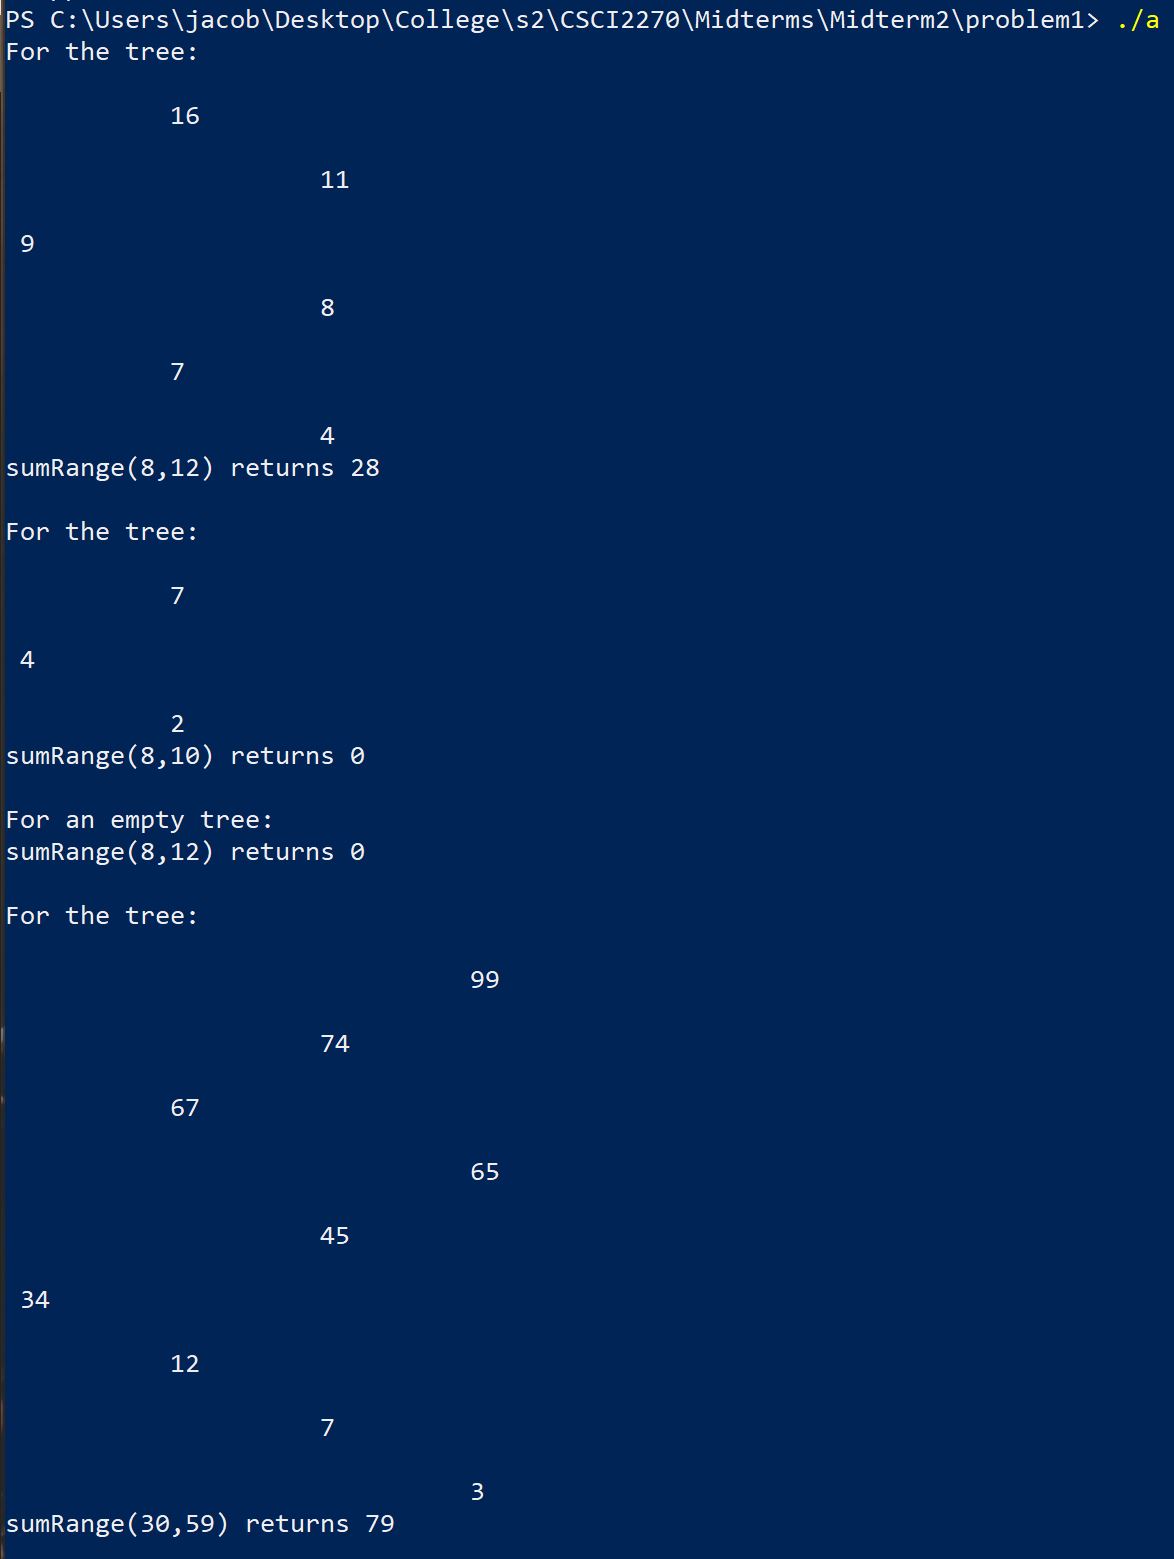 PS C:\Users\jacob\Desktop\College\s2\CSCI2270\Midterms\Midterm2\problem1> ./a
For the tree:
16
11
9
8
7
4
sumRange(8,12) returns 28
For the tree:
7
4
2
sumRange(8,10) returns 0
For an empty tree:
sumRange(8,12) returns 0
For the tree:
99
74
67
65
45
34
12
7
3
sumRange(30,59) returns 79